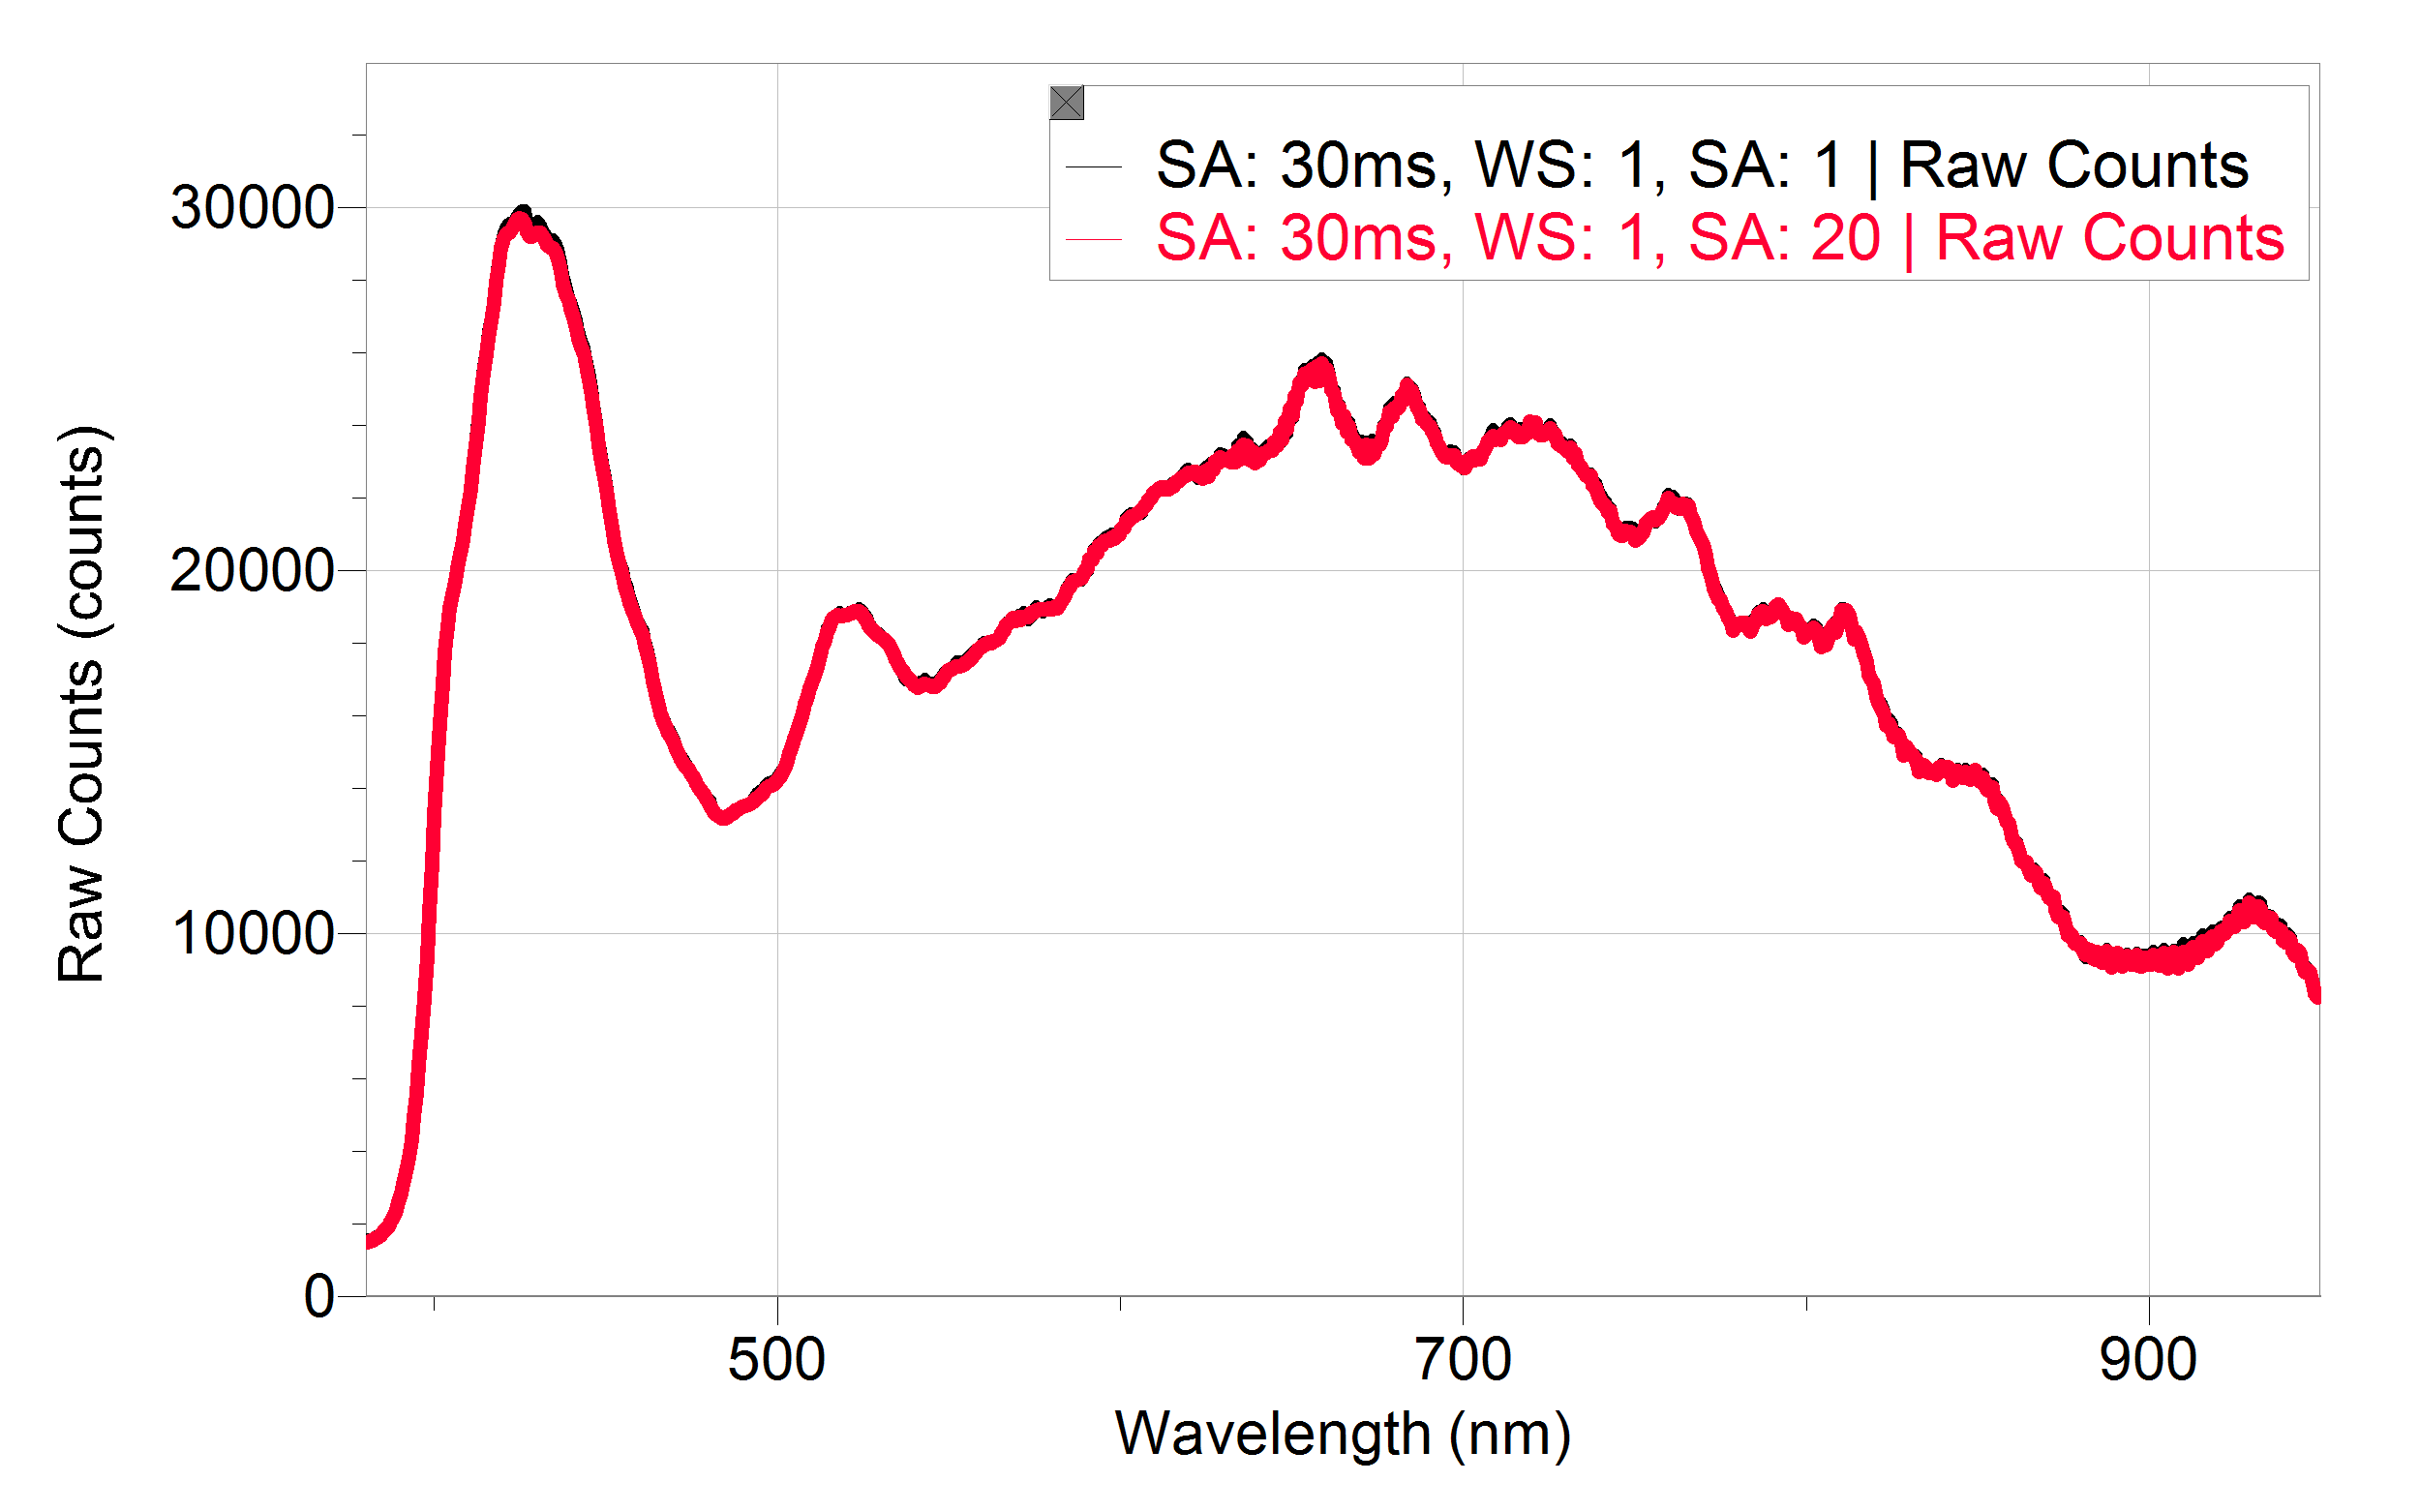 SA: 30ms, WS: 1, SA: 1 | Raw Counts
SA: 30ms, WS: 1, SA: 20 | Raw Counts
30000
20000
10000
0
Raw Counts (counts)
500 700 900
Wavelength (nm)